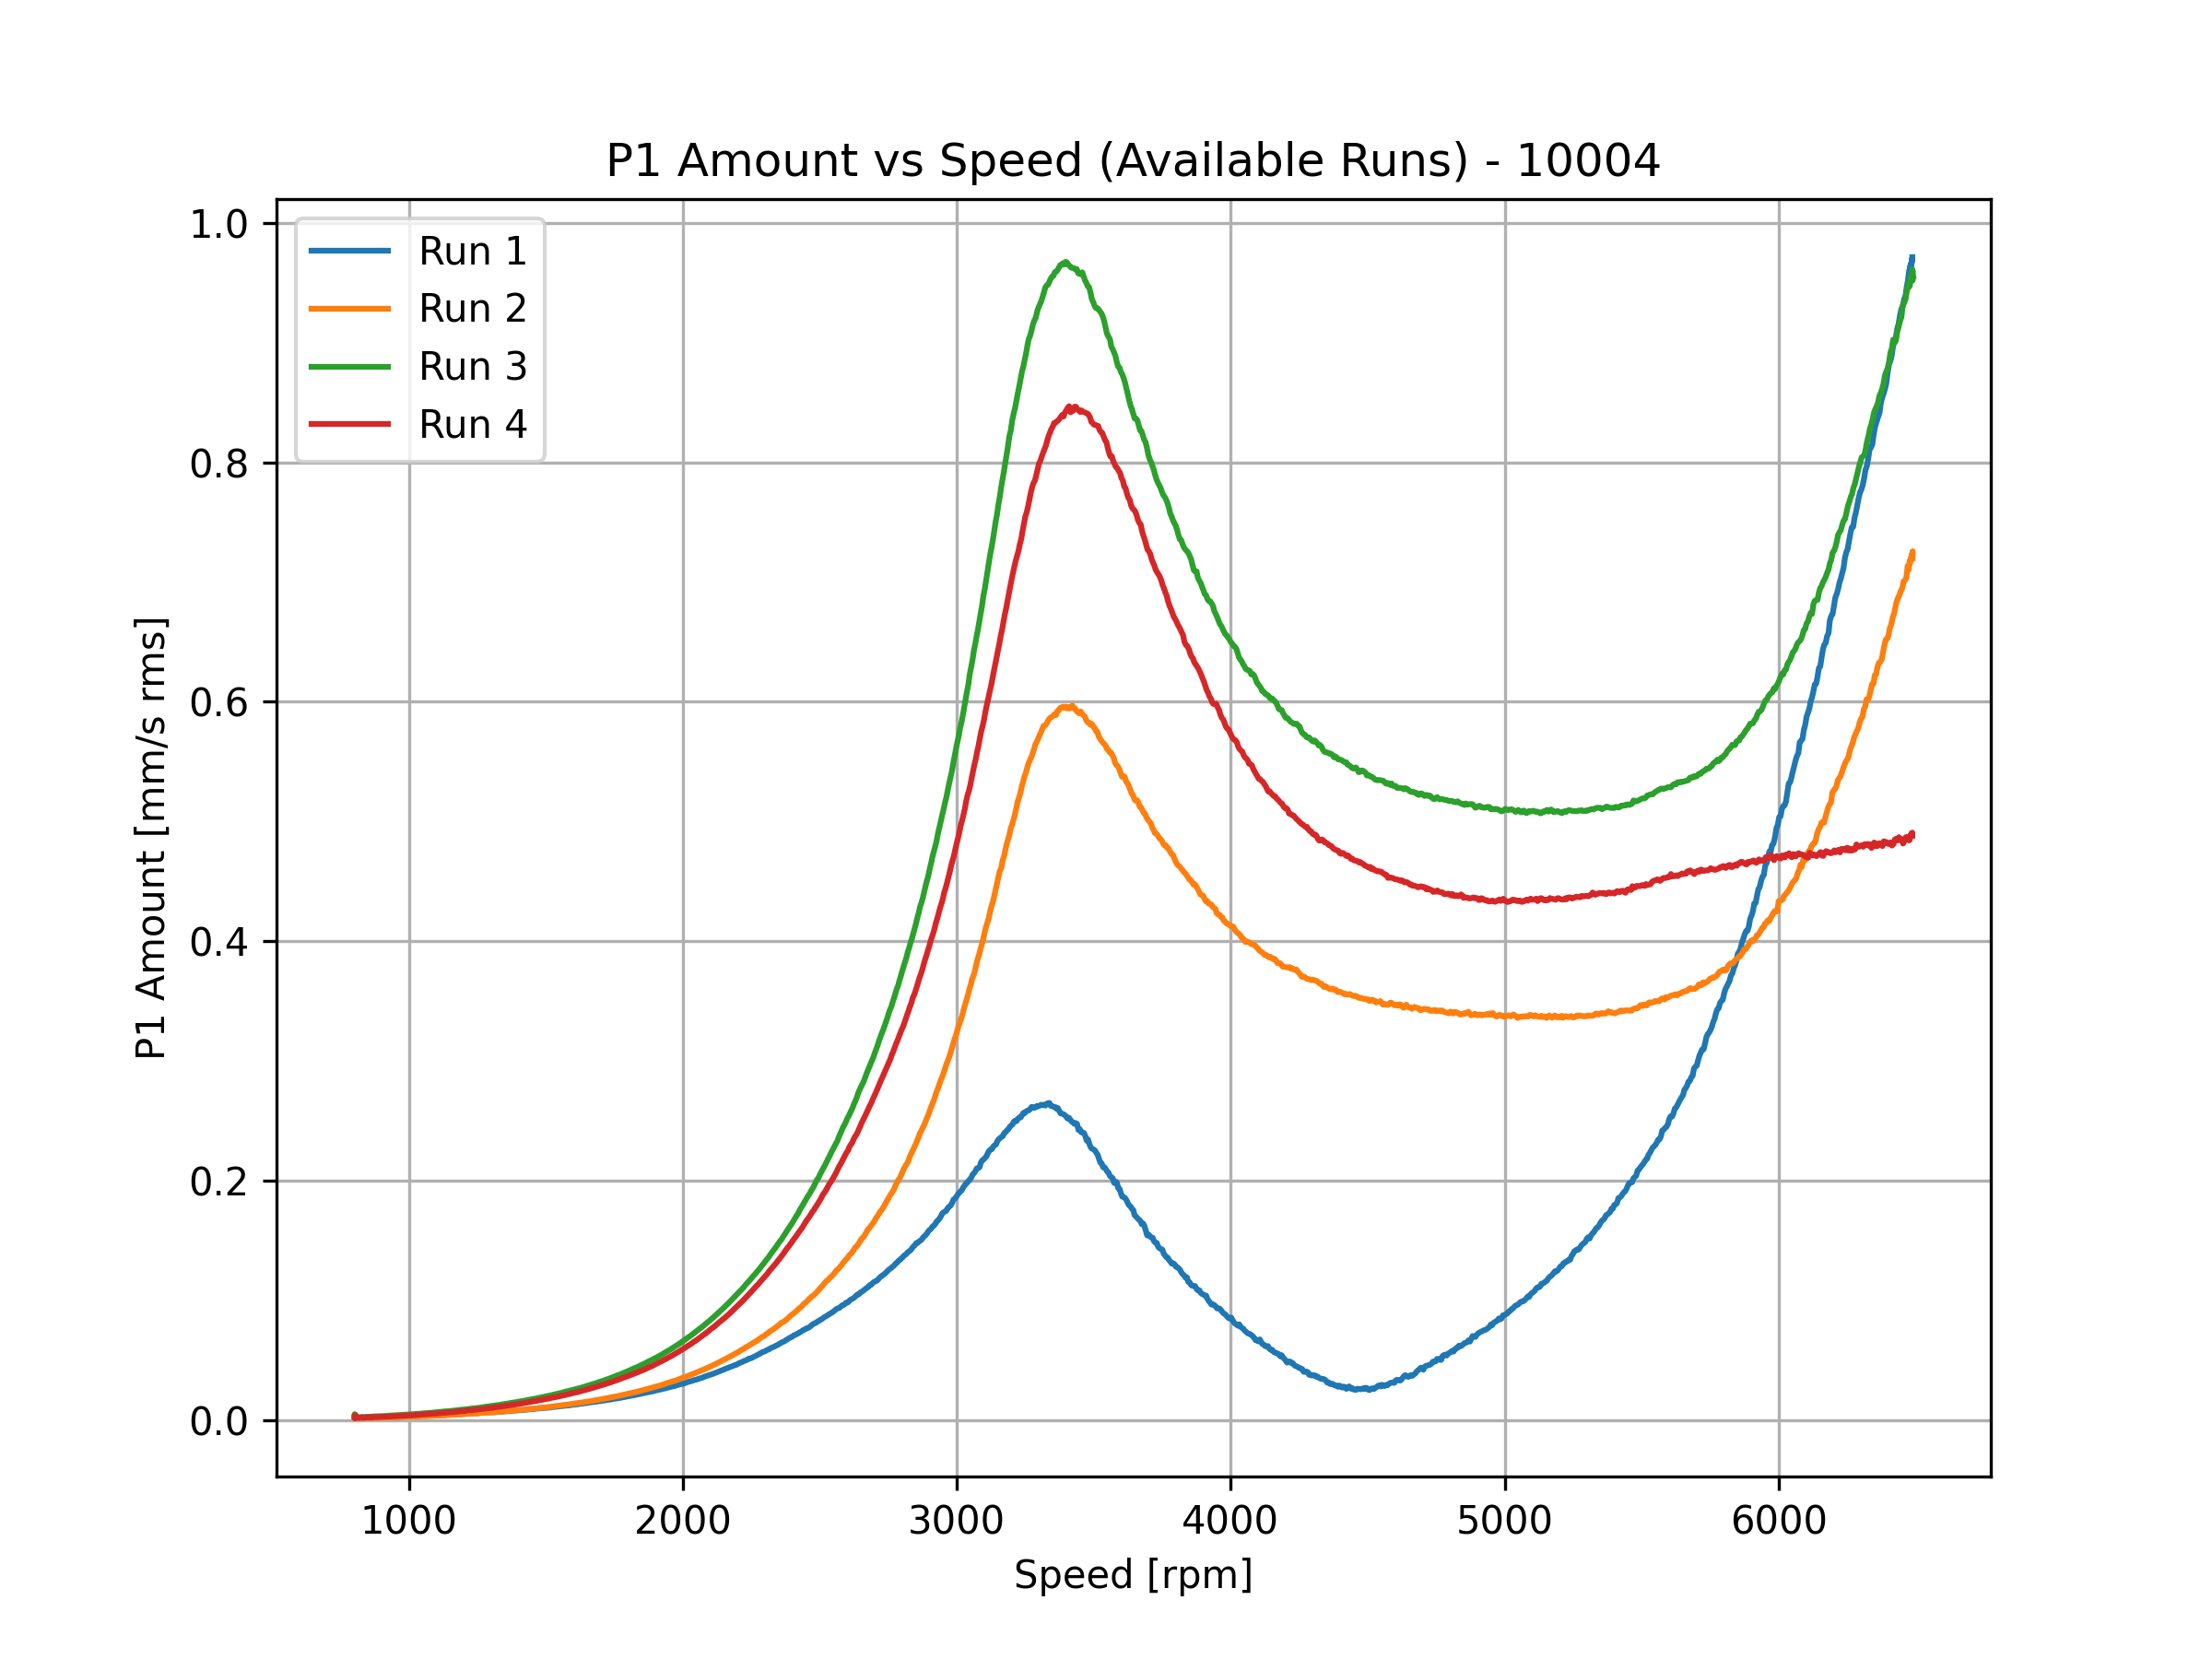 P1 Amount vs Speed (Available Runs) - 10004
Run 1
Run 2
Run 3
Run 4
1.0
0.8
0.6
0.4
0.2
0.0
P1 Amount [mm/s rms]
1000 2000 3000 4000 5000 6000
Speed [rpm]